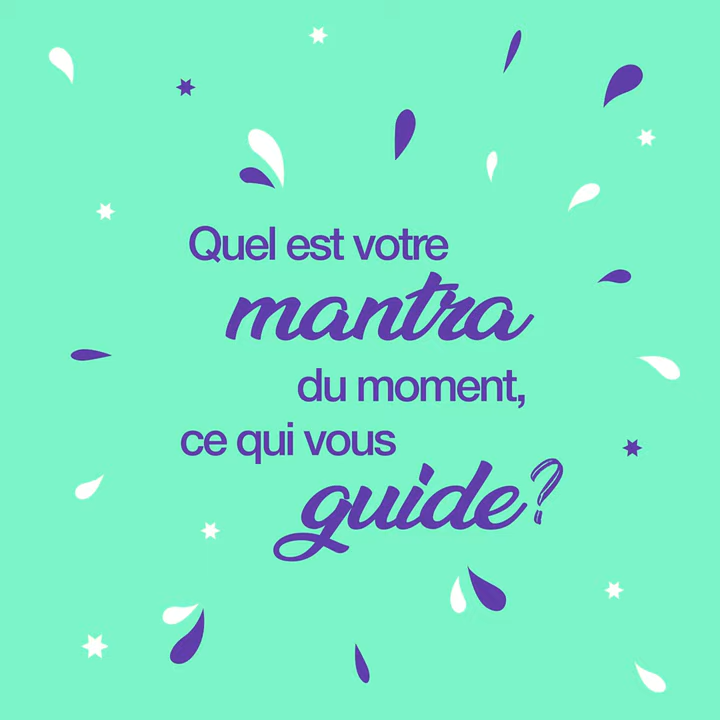 Quel est votre
mantra
du moment,
ce qui vous
guide?